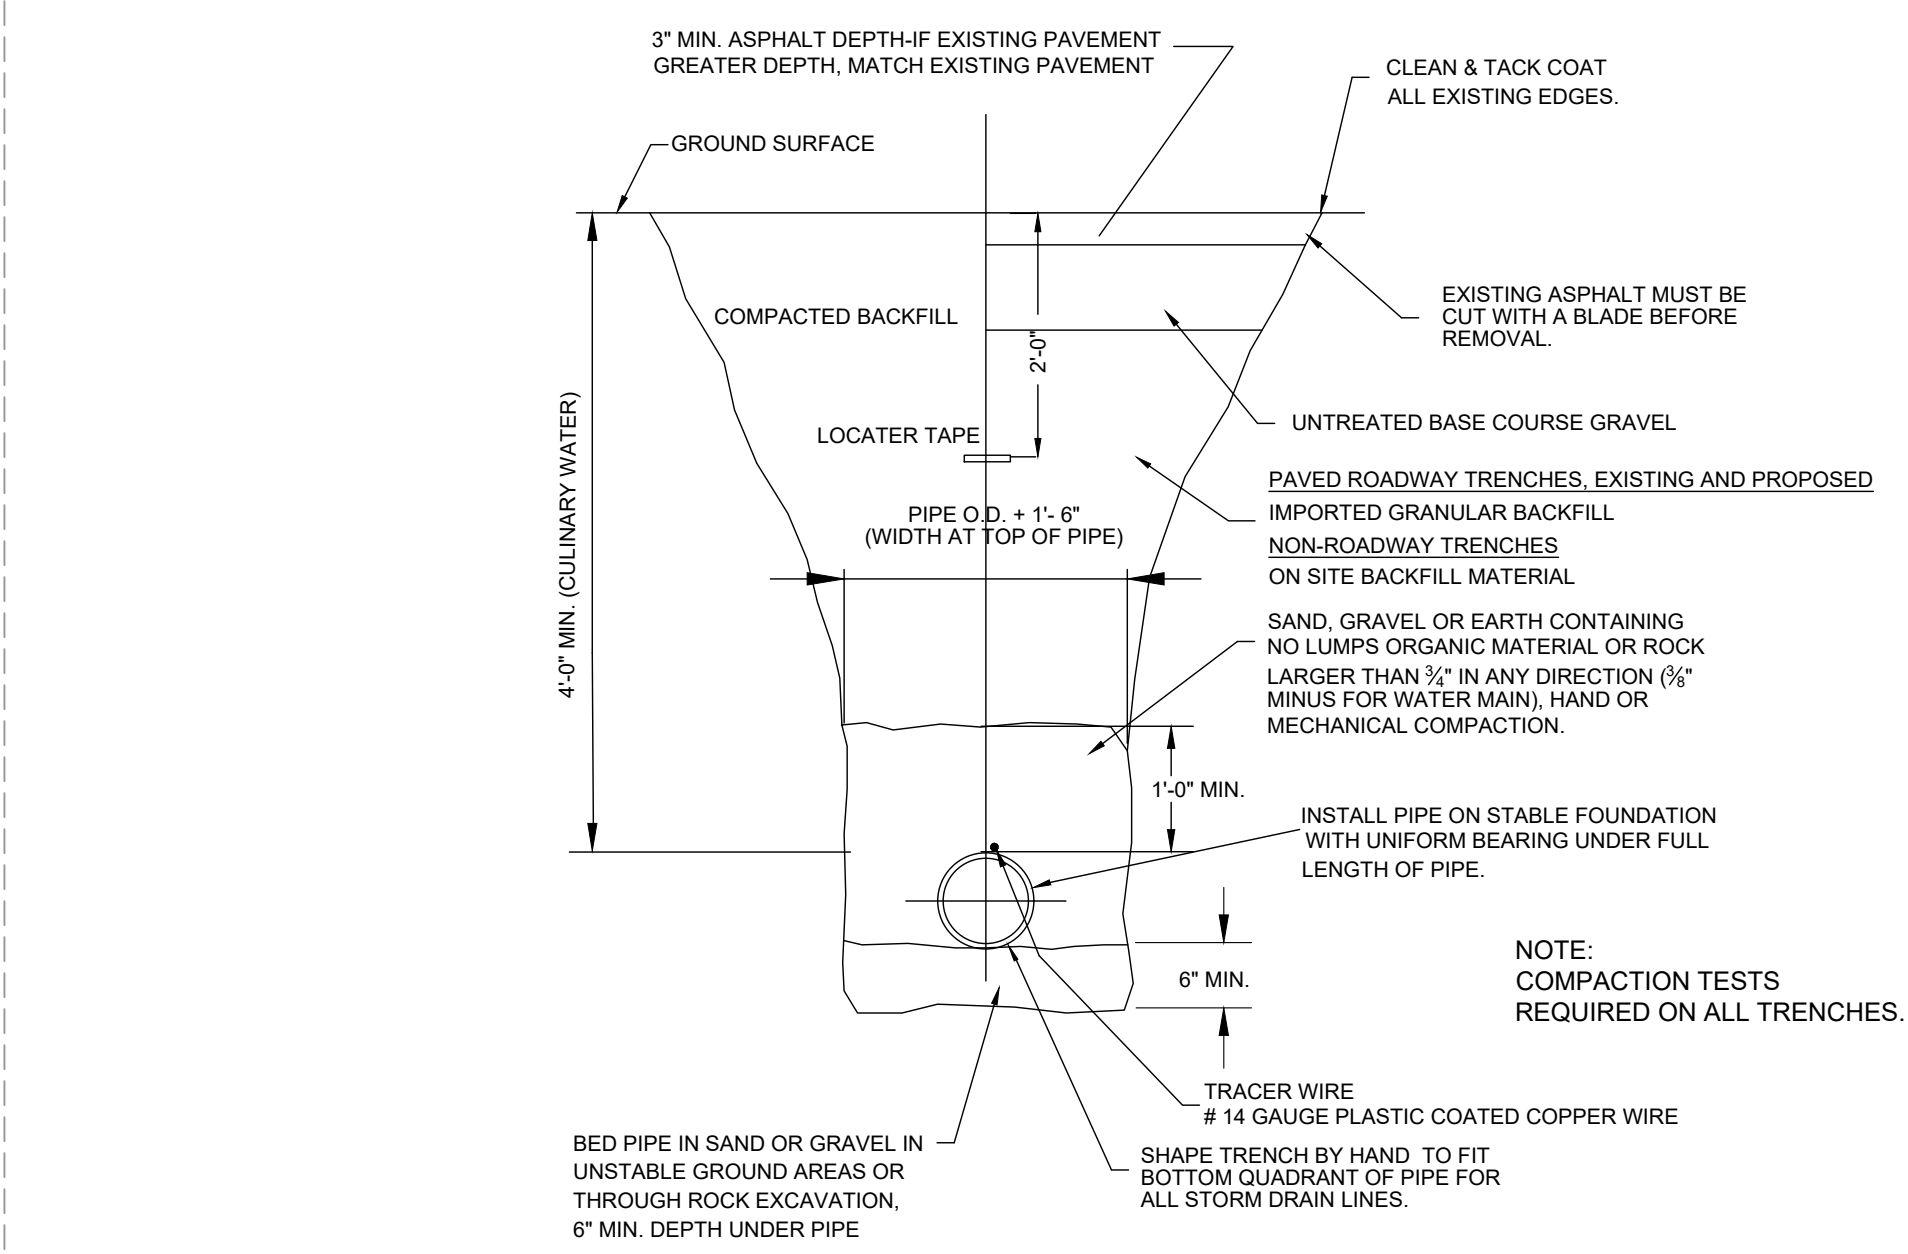 3" MIN. ASPHALT DEPTH-IF EXISTING PAVEMENT
GREATER DEPTH, MATCH EXISTING PAVEMENT
CLEAN & TACK COAT
ALL EXISTING EDGES.
GROUND SURFACE
EXISTING ASPHALT MUST BE
CUT WITH A BLADE BEFORE
REMOVAL.
COMPACTED BACKFILL
2'-0"
UNTREATED BASE COURSE GRAVEL
LOCATER TAPE
4'-0" MIN. (CULINARY WATER)
PAVED ROADWAY TRENCHES, EXISTING AND PROPOSED
IMPORTED GRANULAR BACKFILL
NON-ROADWAY TRENCHES
ON SITE BACKFILL MATERIAL
PIPE O.D. + 1'- 6"
(WIDTH AT TOP OF PIPE)
SAND, GRAVEL OR EARTH CONTAINING
NO LUMPS ORGANIC MATERIAL OR ROCK
LARGER THAN ¾" IN ANY DIRECTION (⅜"
MINUS FOR WATER MAIN), HAND OR
MECHANICAL COMPACTION.
1'-0" MIN.
INSTALL PIPE ON STABLE FOUNDATION
WITH UNIFORM BEARING UNDER FULL
LENGTH OF PIPE.
6" MIN.
NOTE:
COMPACTION TESTS
REQUIRED ON ALL TRENCHES.
TRACER WIRE
# 14 GAUGE PLASTIC COATED COPPER WIRE
BED PIPE IN SAND OR GRAVEL IN
UNSTABLE GROUND AREAS OR
THROUGH ROCK EXCAVATION,
6" MIN. DEPTH UNDER PIPE
SHAPE TRENCH BY HAND  TO FIT
BOTTOM QUADRANT OF PIPE FOR
ALL STORM DRAIN LINES.